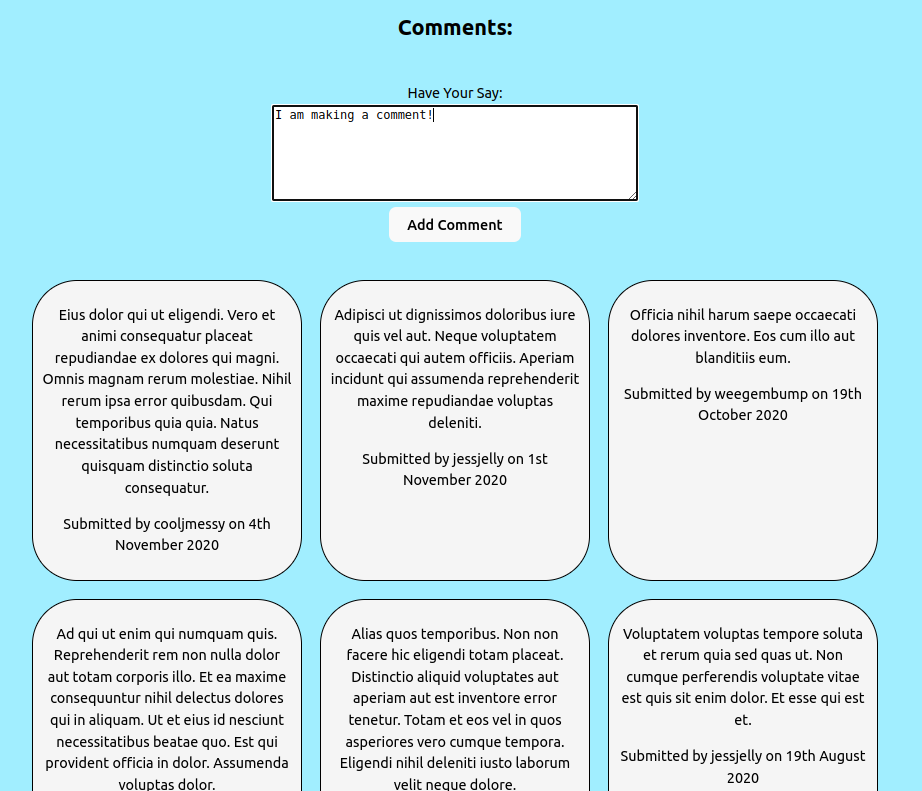 Comments:
Have Your Say:
I am making a comment!
Add Comment
Eius dolor qui ut eligendi. Vero et
animi consequatur placeat
repudiandae ex dolores qui magni.
Omnis magnam rerum molestiae. Nihil
rerum ipsa error quibusdam. Qui
temporibus quia quia. Natus
necessitatibus numquam deserunt
quisquam distinctio soluta
consequatur.
Submitted by cooljmessy on 4th
November 2020
Adipisci ut dignissimos doloribus iure
quis vel aut. Neque voluptatem
occaecati qui autem officiis. Aperiam
incidunt qui assumenda reprehenderit
maxime repudiandae voluptas
deleniti.
Submitted by jessjelly on 1st
November 2020
Officia nihil harum saepe occaecati
dolores inventore. Eos cum illo aut
blanditiis eum.
Submitted by weegembump on 19th
October 2020
Ad qui ut enim qui numquam quis.
Reprehenderit rem non nulla dolor
aut totam corporis illo. Et ea maxime
consequuntur nihil delectus dolores
qui in aliquam. Ut et eius id nesciunt
necessitatibus beatae quo. Est qui
provident officia in dolor. Assumenda
voluptas dolor.
Alias quos temporibus. Non non
facere hic eligendi totam placeat.
Distinctio aliquid voluptates aut
aperiam aut est inventore error
tenetur. Totam et eos vel in quos
asperiores vero cumque tempora.
Eligendi nihil deleniti iusto laborum
velit neque dolore.
Voluptatem voluptas tempore soluta
et rerum quia sed quas ut. Non
cumque perferendis voluptate vitae
est quis sit enim dolor. Et esse qui est
et.
Submitted by jessjelly on 19th August
2020